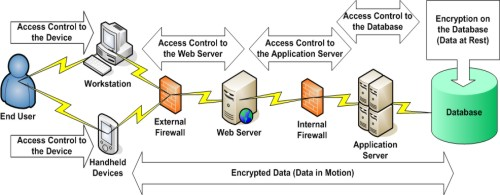 Access Control to
the Device
Workstation
Access Control to
the Web Server
Access Control to
the Application Server
Access Control to
the Database
Encryption on
the Database
(Data at Rest)
End User
External
Firewall
Web Server
Internal
Firewall
Application
Server
Database
Access Control to
the Device
Handheld
Devices
Encrypted Data (Data in Motion)